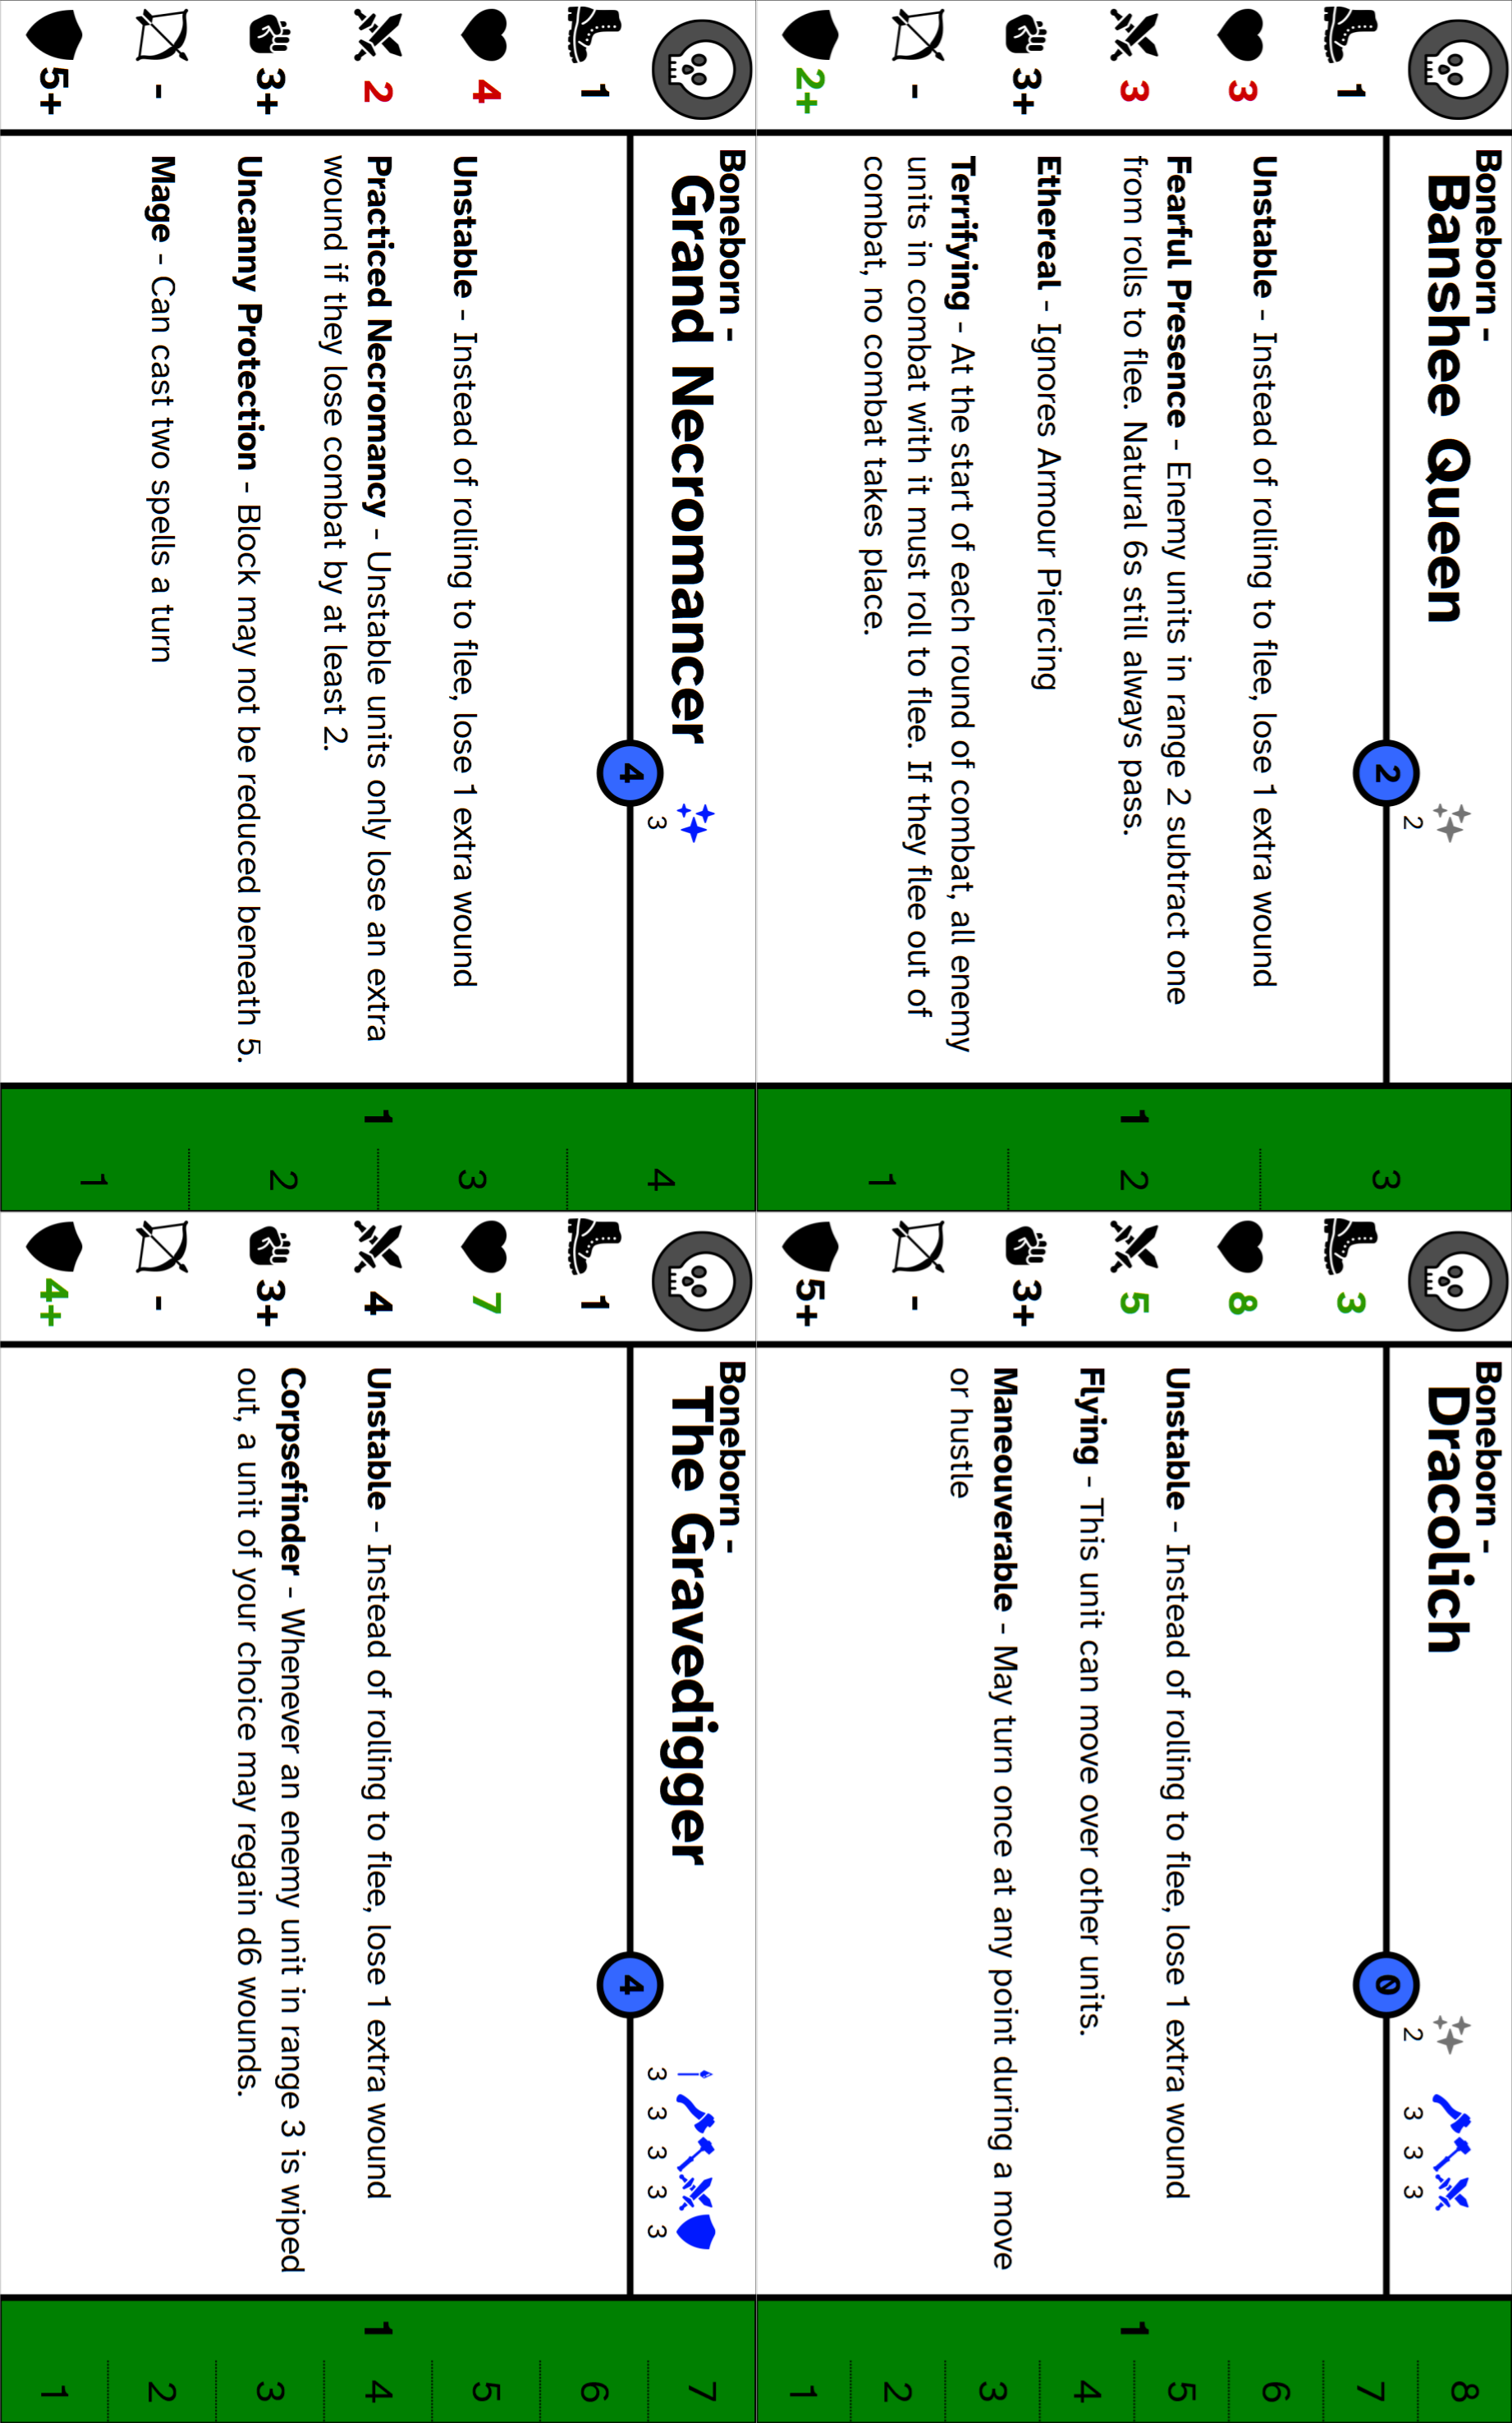 Boneborn -
Banshee Queen
2
2
1
3
3
3+
-
2+
Unstable - Instead of rolling to flee, lose 1 extra wound
Fearful Presence - Enemy units in range 2 subtract one
from rolls to flee. Natural 6s still always pass.
Ethereal - Ignores Armour Piercing
Terrifying - At the start of each round of combat, all enemy
units in combat with it must roll to flee. If they flee out of
combat, no combat takes place.
1
3
2
1
Boneborn -
Dracolich
0
2
3
3
3
3
8
5
3+
-
5+
Unstable - Instead of rolling to flee, lose 1 extra wound
Flying - This unit can move over other units.
Maneouverable - May turn once at any point during a move
or hustle
1
8
7
6
5
4
3
2
1
Boneborn -
Grand Necromancer
4
3
1
4
2
3+
-
5+
Unstable - Instead of rolling to flee, lose 1 extra wound
Practiced Necromancy - Unstable units only lose an extra
wound if they lose combat by at least 2.
Uncanny Protection - Block may not be reduced beneath 5.
Mage - Can cast two spells a turn
1
4
3
2
1
Boneborn -
The Gravedigger
4
3
3
3
3
3
1
7
4
3+
-
4+
Unstable - Instead of rolling to flee, lose 1 extra wound
Corpsefinder - Whenever an enemy unit in range 3 is wiped
out, a unit of your choice may regain d6 wounds.
1
7
6
5
4
3
2
1